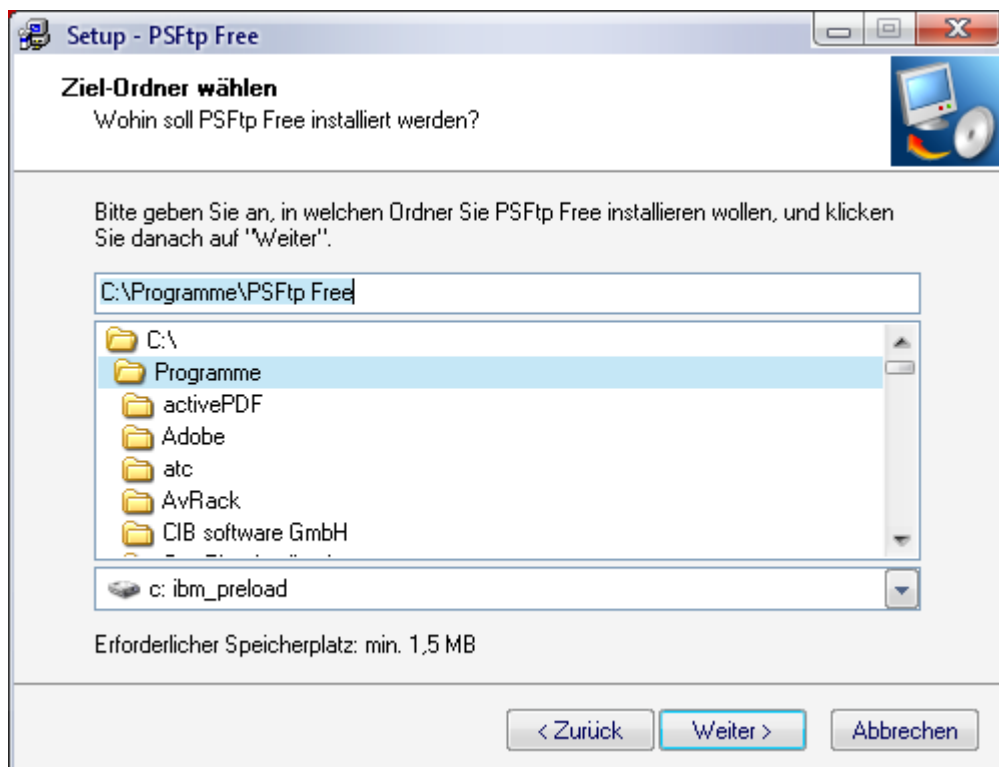 Setup - PSFtp Free
Ziel-Ordner wählen
Wohin soll PSFtp Free installiert werden?
Bitte geben Sie an, in welchen Ordner Sie PSFtp Free installieren wollen, und klicken
Sie danach auf "Weiter".
C:\Programme\PSFtp Free
C:\
Programme
activePDF
Adobe
atc
AvRack
CIB software GmbH
c: ibm_preload
Erforderlicher Speicherplatz: min. 1,5 MB
< Zurück
Weiter >
Abbrechen